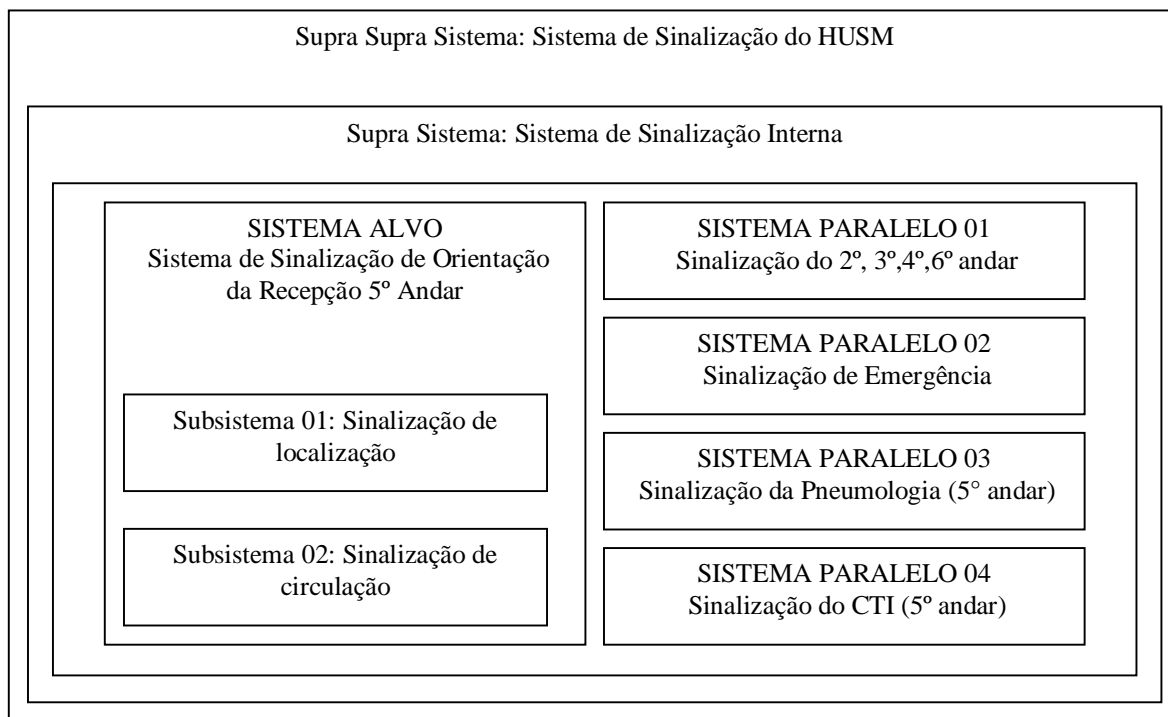 Supra Supra Sistema: Sistema de Sinalização do HUSM
Supra Sistema: Sistema de Sinalização Interna
SISTEMA ALVO
Sistema de Sinalização de Orientação
da Recepção 5º Andar
Subsistema 01: Sinalização de
localização
Subsistema 02: Sinalização de
circulação
SISTEMA PARALELO 01
Sinalização do 2º, 3º,4º,6º andar
SISTEMA PARALELO 02
Sinalização de Emergência
SISTEMA PARALELO 03
Sinalização da Pneumologia (5° andar)
SISTEMA PARALELO 04
Sinalização do CTI (5º andar)